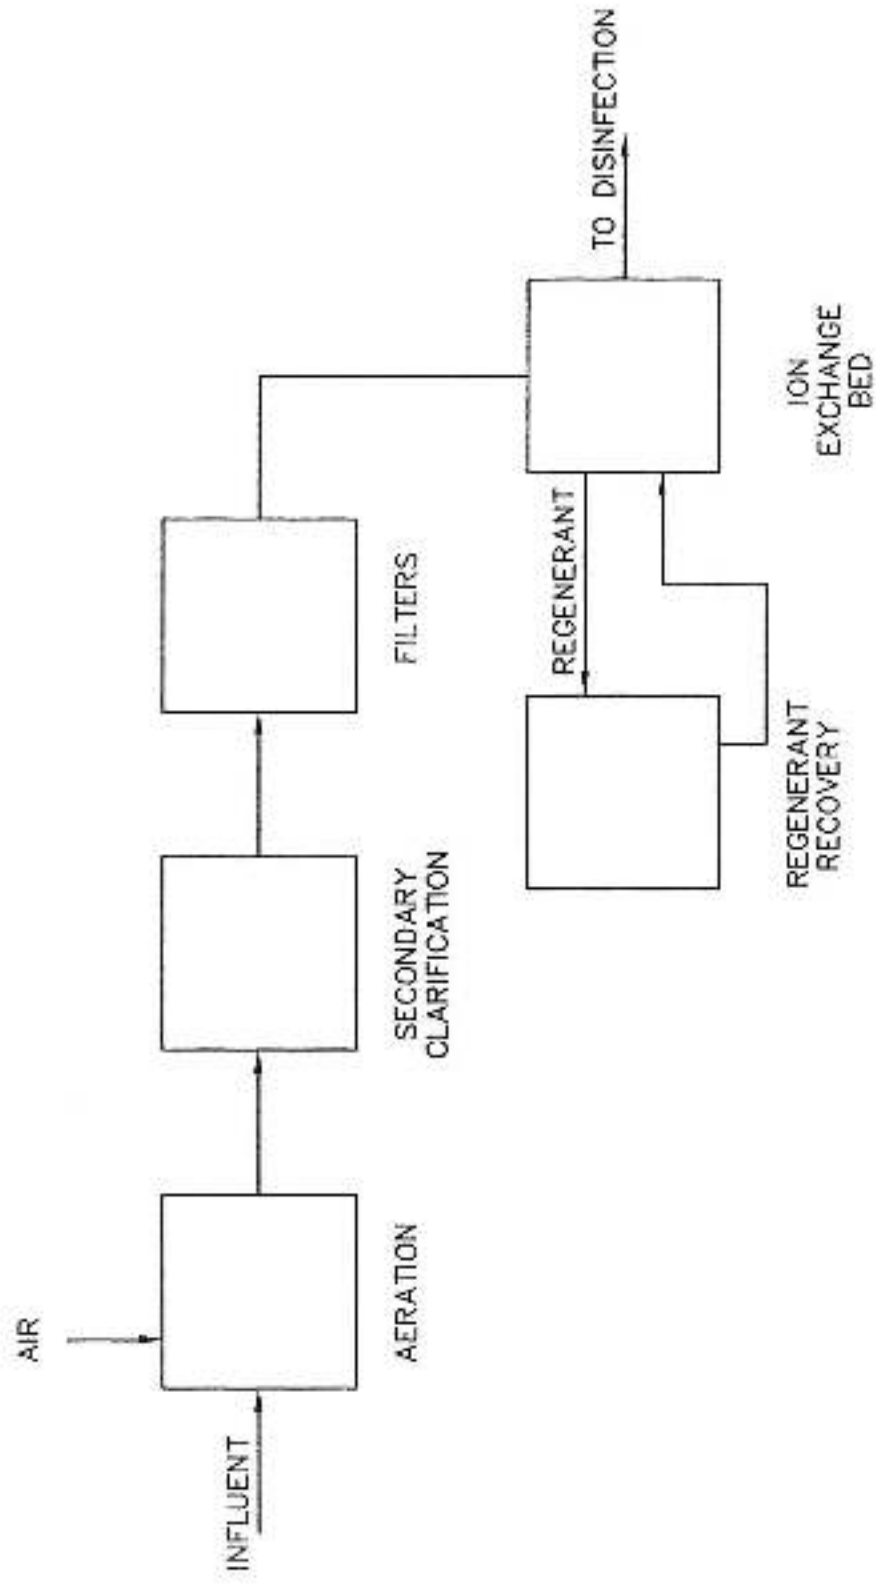 AIR
INFLUENT
AERATION
SECONDARY
CLARIFICATION
FILTERS
REGENERANT
TO DISINFECTION
REGENERANT
RECOVERY
ION
EXCHANGE
BED